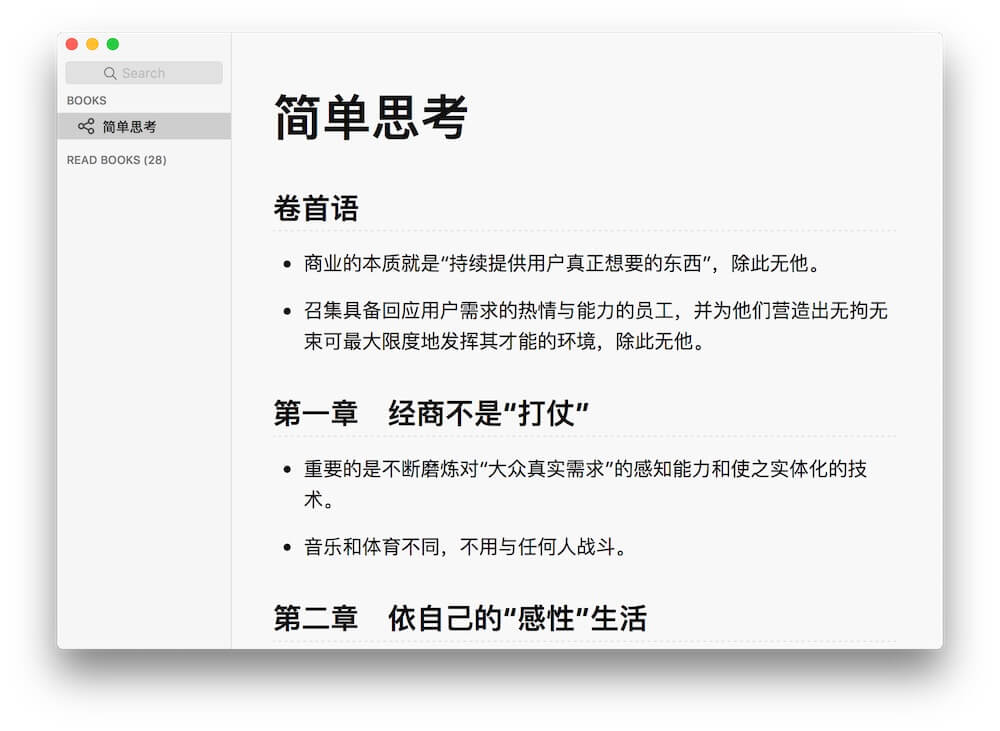 Search
BOOKS
简单思考
READ BOOKS (28)
简单思考
卷首语
• 商业的本质就是“持续提供用户真正想要的东西”，除此无他。
• 召集具备回应用户需求的热情与能力的员工，并为他们营造出无拘无
束可最大限度地发挥其才能的环境，除此无他。
第一章　经商不是“打仗”
• 重要的是不断磨炼对“大众真实需求”的感知能力和使之实体化的技
术。
• 音乐和体育不同，不用与任何人战斗。
第二章　依自己的“感性”生活